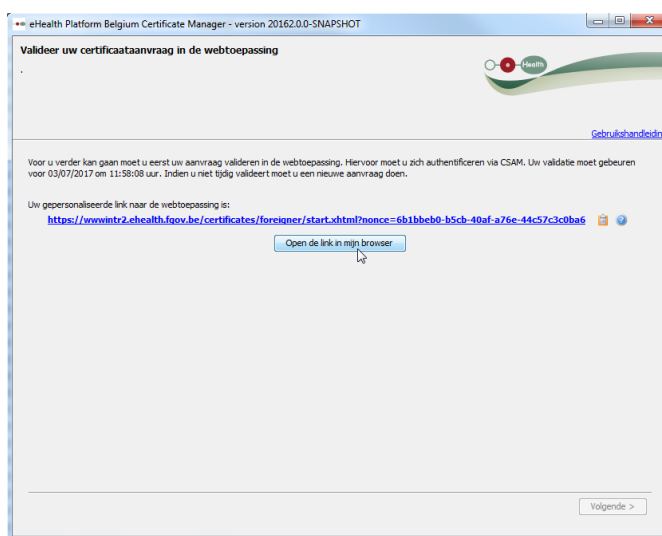 eHealth Platform Belgium Certificate Manager - version 20162.0.0-SNAPSHOT
Valideer uw certificaataanvraag in de webtoepassing
.
Health
Gebruikshandleidin
Voor u verder kan gaan moet u eerst uw aanvraag valideren in de webtoepassing. Hiervoor moet u zich authentificeren via CSAM. Uw validatie moet gebeuren
voor 03/07/2017 om 11:58:08 uur. Indien u niet tijdig valideert moet u een nieuwe aanvraag doen.
Uw gepersonaliseerde link naar de webtoepassing is:
https://wwwintr2.ehealth.fgov.be/certificates/foreigner/start.xhtml?nonce=6b1bbeb0-b5cb-40af-a76e-44c57c3c0ba6
Open de link in mijn browser
Volgende >